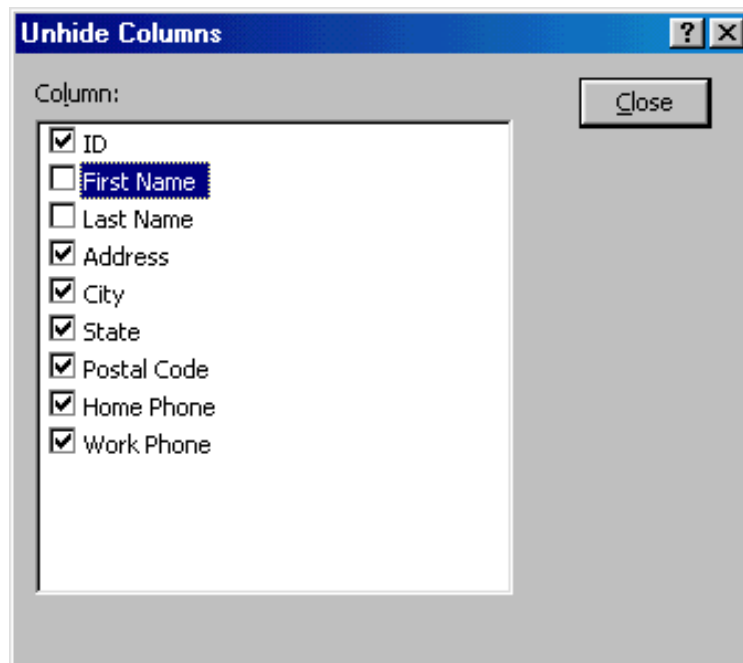 Unhide Columns
Column:
Close
ID
First Name
Last Name
Address
City
State
Postal Code
Home Phone
Work Phone